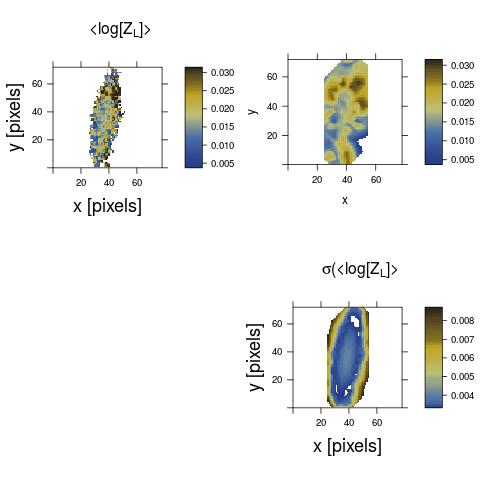 <log[Z_L]>
0.030
0.025
0.020
0.015
0.010
0.005
60
40
20
y [pixels]
20 40 60
x [pixels]
0.030
0.025
0.020
0.015
0.010
0.005
60
40
20
y
20 40 60
x
σ(<log[Z_L]>
0.008
0.007
0.006
0.005
0.004
60
40
20
y [pixels]
20 40 60
x [pixels]